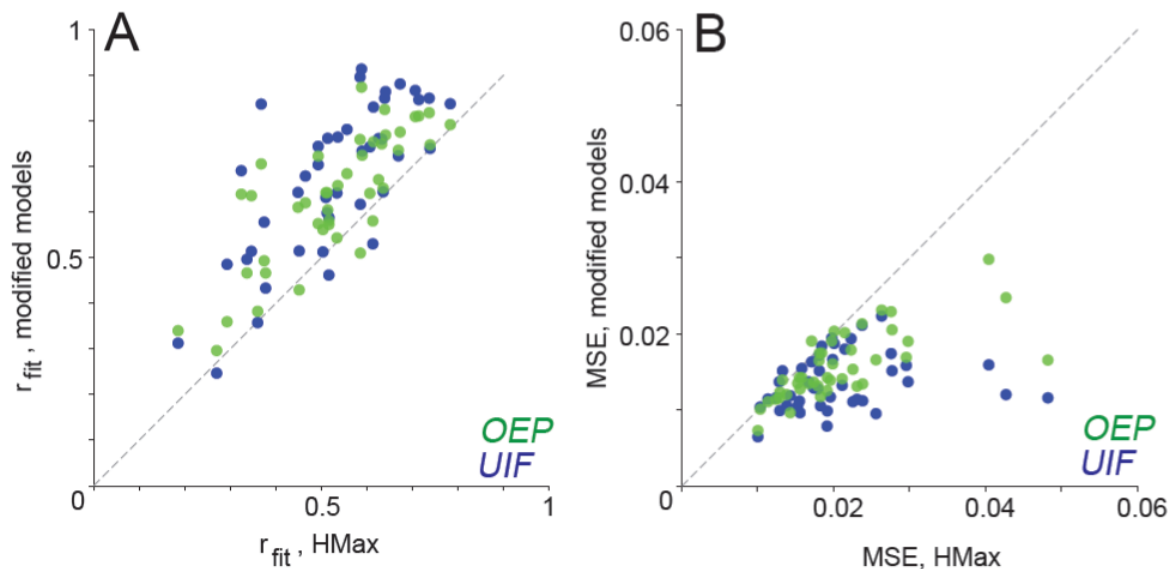 A
1
0.5
0
0.5
1
r fit , modified models
r fit , HMax
OEP
UIF
B
0.06
0.04
0.02
0
0.02
0.04
0.06
MSE, modified models
MSE, HMax
OEP
UIF